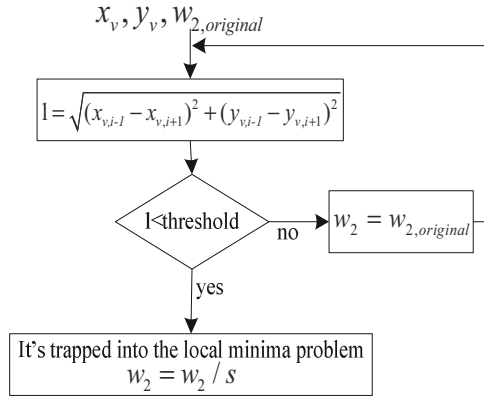 x_v, y_v, w_{2,original}
l = √((x_{v,i-1} − x_{v,i+1})² + (y_{v,i-1} − y_{v,i+1})²)
l<threshold
no
w_2 = w_{2,original}
yes
It's trapped into the local minima problem
w_2 = w_2 / s